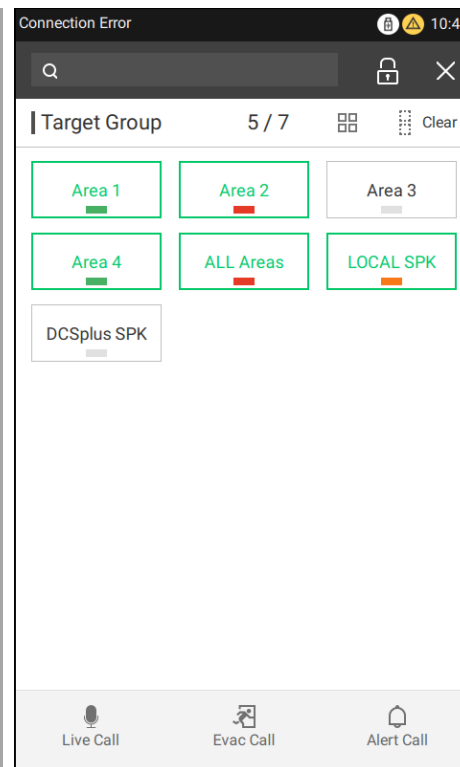 Connection Error 10:4
Target Group 5 / 7 Clear
Area 1 Area 2 Area 3
Area 4 ALL Areas LOCAL SPK
DCSplus SPK
Live Call Evac Call Alert Call